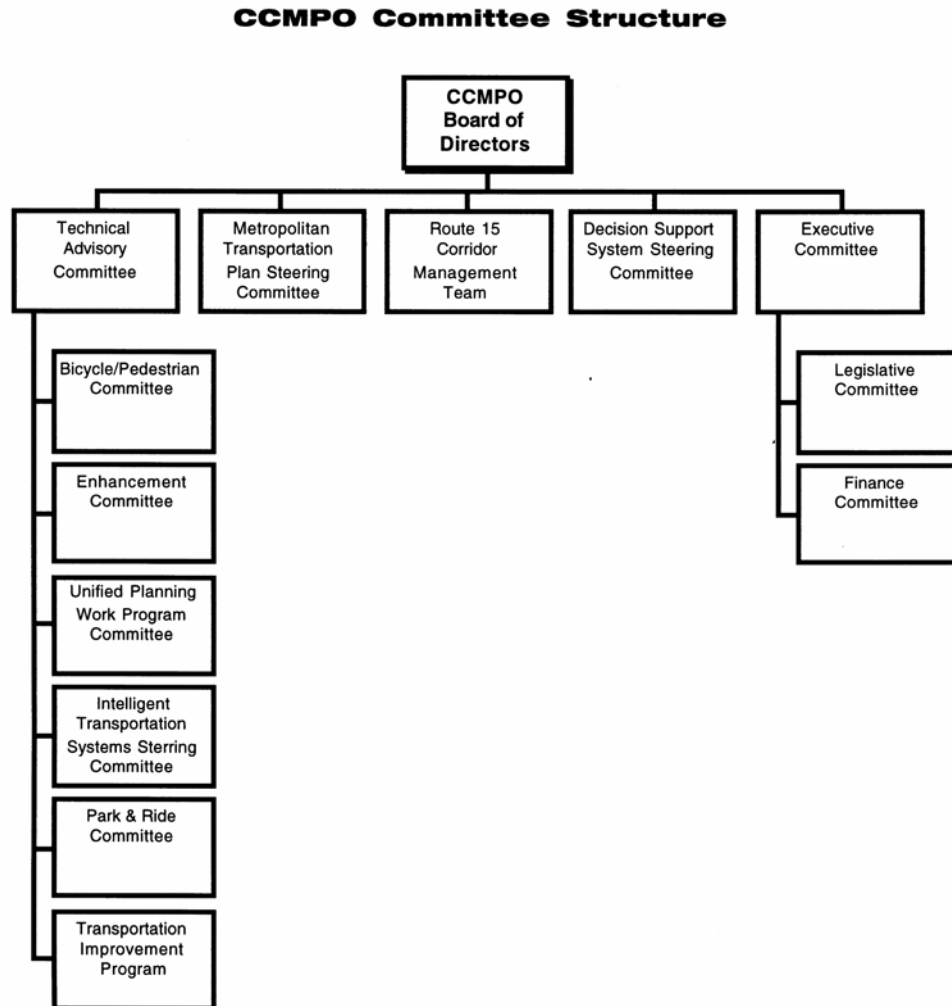 CCMPO Committee Structure
CCMPO
Board of
Directors
Technical
Advisory
Committee
Metropolitan
Transportation
Plan Steering
Committee
Route 15
Corridor
Management
Team
Decision Support
System Steering
Committee
Executive
Committee
Bicycle/Pedestrian
Committee
Enhancement
Committee
Unified Planning
Work Program
Committee
Intelligent
Transportation
Systems Sterring
Committee
Park & Ride
Committee
Transportation
Improvement
Program
Legislative
Committee
Finance
Committee